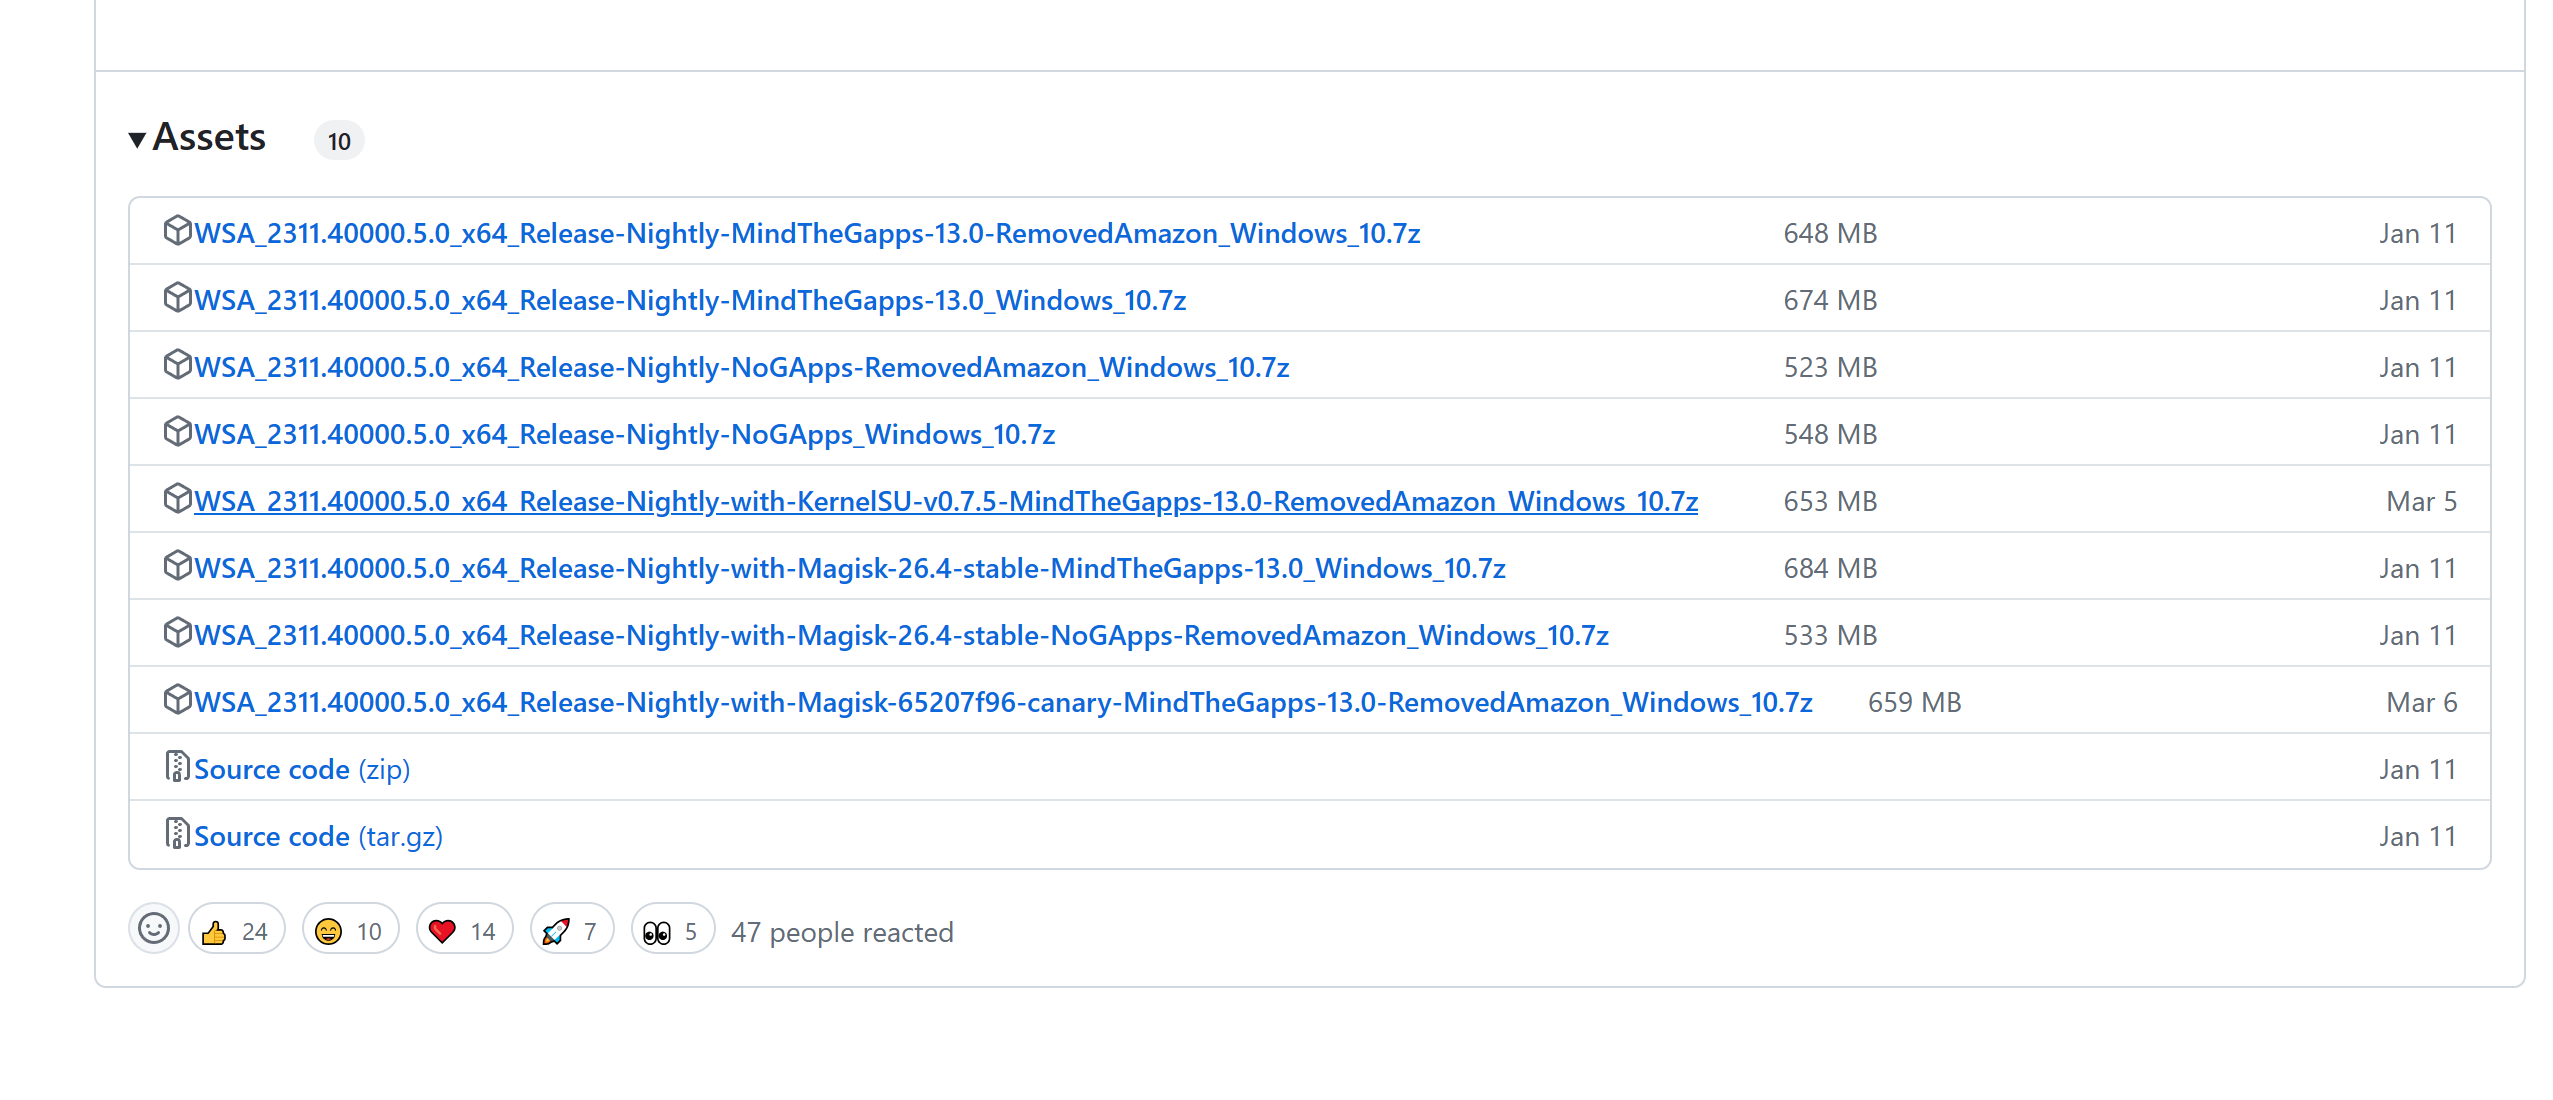 Assets 10
WSA_2311.40000.5.0_x64_Release-Nightly-MindTheGapps-13.0-RemovedAmazon_Windows_10.7z 648 MB Jan 11
WSA_2311.40000.5.0_x64_Release-Nightly-MindTheGapps-13.0_Windows_10.7z 674 MB Jan 11
WSA_2311.40000.5.0_x64_Release-Nightly-NoGApps-RemovedAmazon_Windows_10.7z 523 MB Jan 11
WSA_2311.40000.5.0_x64_Release-Nightly-NoGApps_Windows_10.7z 548 MB Jan 11
WSA_2311.40000.5.0_x64_Release-Nightly-with-KernelSU-v0.7.5-MindTheGapps-13.0-RemovedAmazon_Windows_10.7z 653 MB Mar 5
WSA_2311.40000.5.0_x64_Release-Nightly-with-Magisk-26.4-stable-MindTheGapps-13.0_Windows_10.7z 684 MB Jan 11
WSA_2311.40000.5.0_x64_Release-Nightly-with-Magisk-26.4-stable-NoGApps-RemovedAmazon_Windows_10.7z 533 MB Jan 11
WSA_2311.40000.5.0_x64_Release-Nightly-with-Magisk-65207f96-canary-MindTheGapps-13.0-RemovedAmazon_Windows_10.7z 659 MB Mar 6
Source code (zip) Jan 11
Source code (tar.gz) Jan 11
24 10 14 7 5 47 people reacted